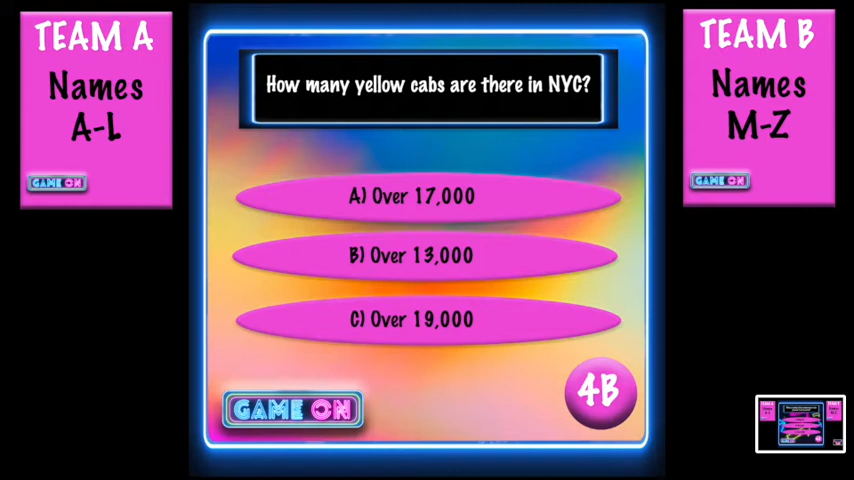 TEAM A
Names
A-L
GAME ON
How many yellow cabs are there in NYC?
A) Over 17,000
B) Over 13,000
C) Over 19,000
GAME ON
4B
TEAM B
Names
M-Z
GAME ON